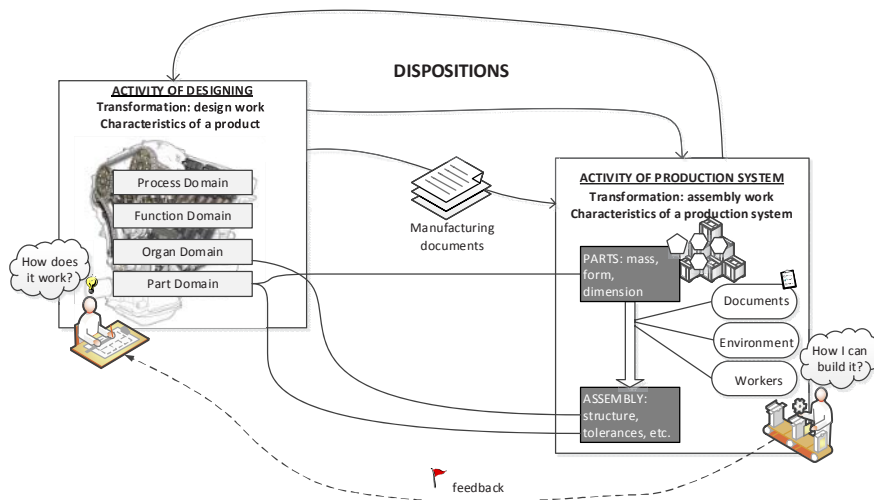 DISPOSITIONS
ACTIVITY OF DESIGNING
Transformation: design work
Characteristics of a product
Process Domain
Function Domain
Organ Domain
Part Domain
How does
it work?
Manufacturing
documents
ACTIVITY OF PRODUCTION SYSTEM
Transformation: assembly work
Characteristics of a production system
PARTS: mass,
form,
dimension
Documents
Environment
Workers
How I can
build it?
ASSEMBLY:
structure,
tolerances, etc.
feedback